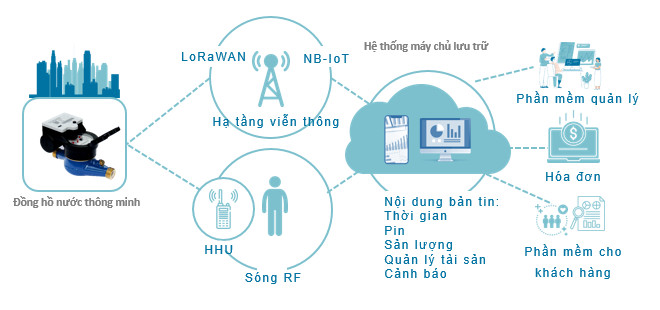 LoRaWAN
NB-IoT
Hạ tầng viễn thông
Đồng hồ nước thông minh
HHU
Sóng RF
Hệ thống máy chủ lưu trữ
Nội dung bản tin:
Thời gian
Pin
Sản lượng
Quản lý tải sản
Cảnh báo
Phần mềm quản lý
Hóa đơn
Phần mềm cho
khách hàng